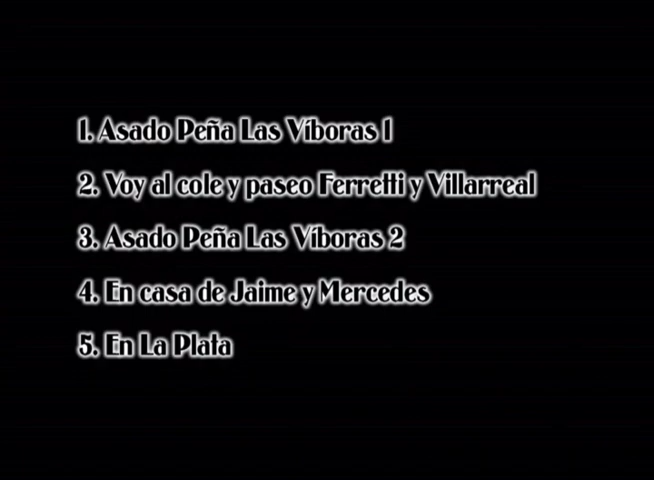 1. Asado Peña Las Víboras 1
2. Voy al cole y paseo Ferretti y Villarreal
3. Asado Peña Las Víboras 2
4. En casa de Jaime y Mercedes
5. En La Plata